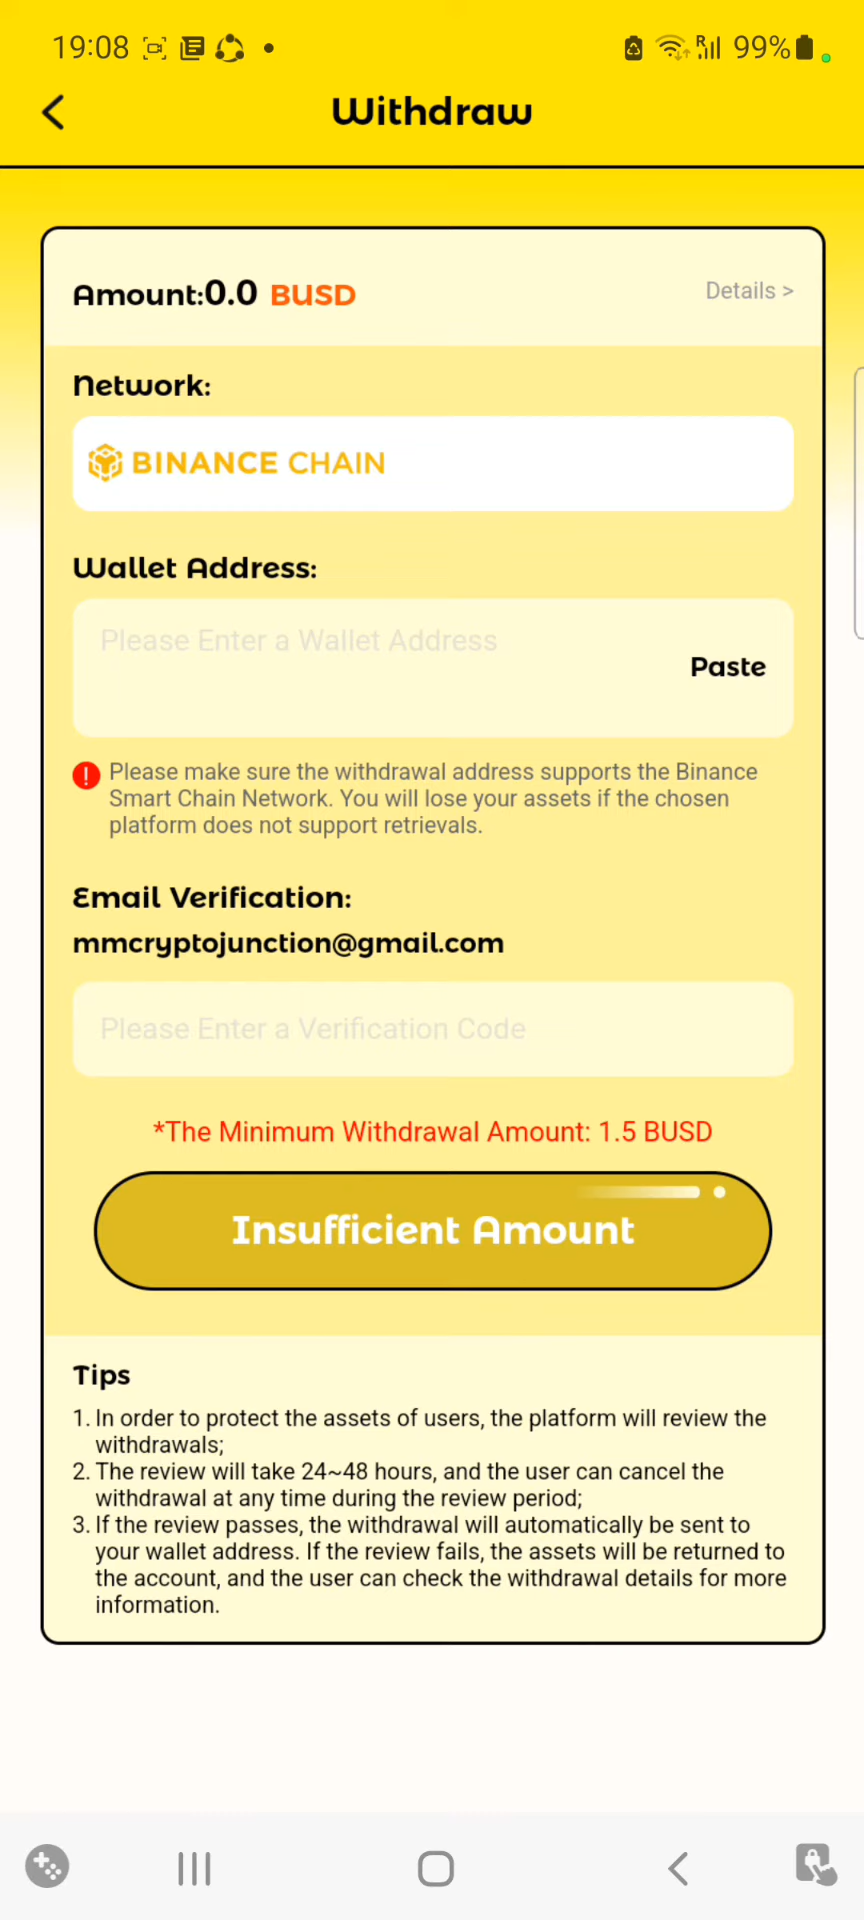 19:08
99%
Withdraw
Amount:0.0 BUSD
Details >
Network:
BINANCE CHAIN
Wallet Address:
Please Enter a Wallet Address
Paste
Please make sure the withdrawal address supports the Binance
Smart Chain Network. You will lose your assets if the chosen
platform does not support retrievals.
Email Verification:
mmcryptojunction@gmail.com
Please Enter a Verification Code
*The Minimum Withdrawal Amount: 1.5 BUSD
Insufficient Amount
Tips
1. In order to protect the assets of users, the platform will review the
withdrawals;
2. The review will take 24~48 hours, and the user can cancel the
withdrawal at any time during the review period;
3. If the review passes, the withdrawal will automatically be sent to
your wallet address. If the review fails, the assets will be returned to
the account, and the user can check the withdrawal details for more
information.